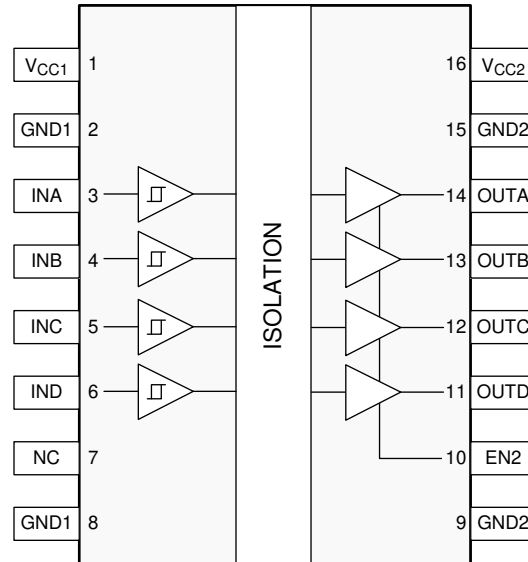 VCC1 1 16 VCC2
GND1 2 15 GND2
INA 3 14 OUTA
INB 4 13 OUTB
INC 5 12 OUTC
IND 6 11 OUTD
NC 7 10 EN2
GND1 8 9 GND2
ISOLATION